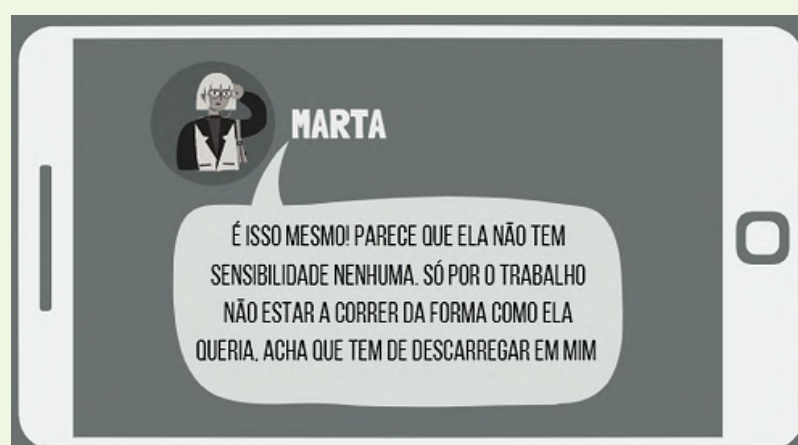 MARTA
É ISSO MESMO! PARECE QUE ELA NÃO TEM
SENSIBILIDADE NENHUMA. SÓ POR O TRABALHO
NÃO ESTAR A CORRER DA FORMA COMO ELA
QUERIA, ACHA QUE TEM DE DESCARREGAR EM MIM